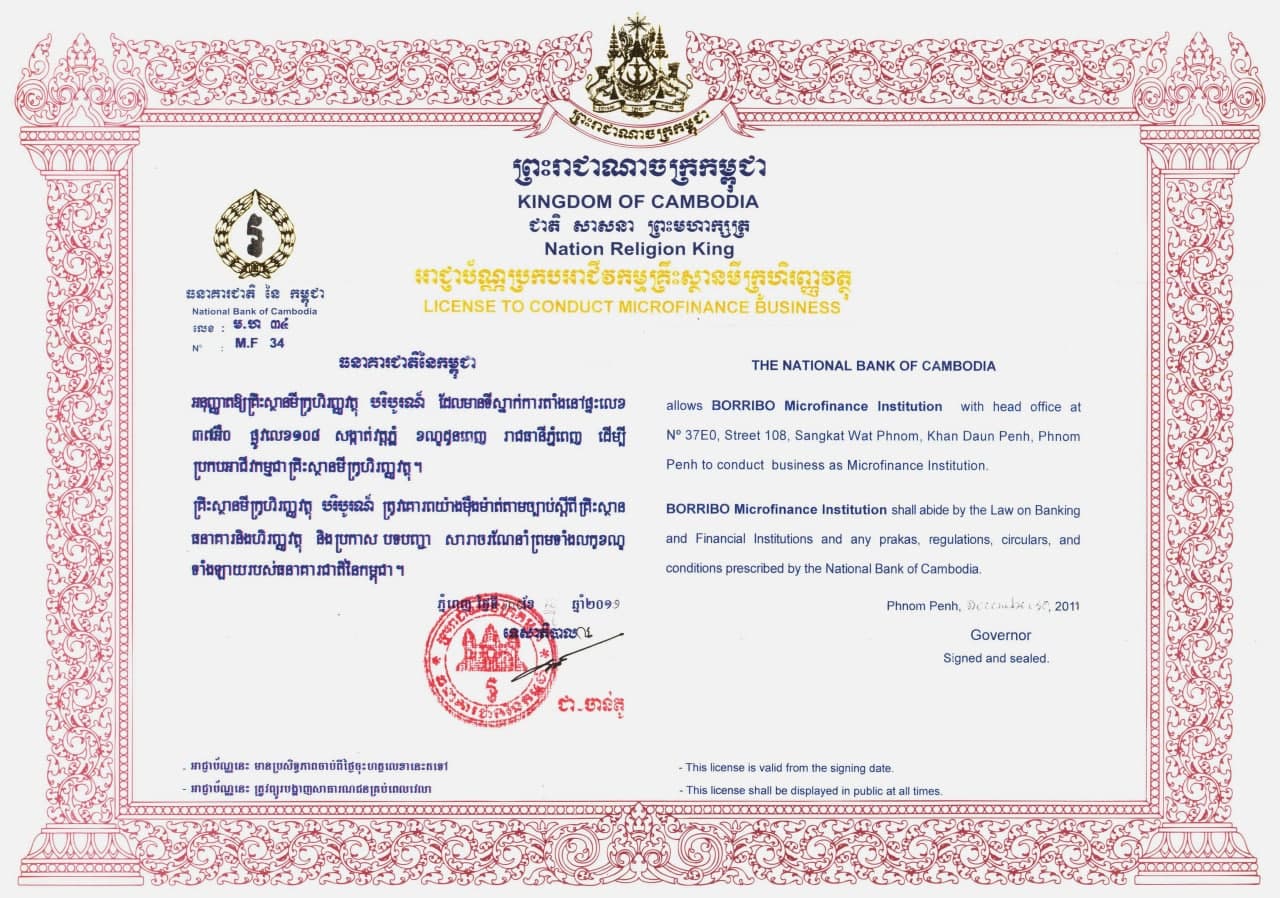 ព្រះរាជាណាចក្រកម្ពុជា
ព្រះរាជាណាចក្រកម្ពុជា
KINGDOM OF CAMBODIA
ជាតិ សាសនា ព្រះមហាក្សត្រ
Nation Religion King
អាជ្ញាប័ណ្ណប្រកបអាជីវកម្មគ្រឹះស្ថានមីក្រូហិរញ្ញវត្ថុ
LICENSE TO CONDUCT MICROFINANCE BUSINESS
ធនាគារជាតិ នៃ កម្ពុជា
National Bank of Cambodia
លេខ : ម.ហ ៣៤
Nº : M.F 34
ធនាគារជាតិនៃកម្ពុជា
អនុញ្ញាតឱ្យគ្រឹះស្ថានមីក្រូហិរញ្ញវត្ថុ បរិបូរណ៍ ដែលមានទីស្នាក់ការតាំងនៅផ្ទះលេខ
៣៧អឺ០ ផ្លូវលេខ១០៨ សង្កាត់វត្តភ្នំ ខណ្ឌដូនពេញ រាជធានីភ្នំពេញ ដើម្បី
ប្រកបអាជីវកម្មជាគ្រឹះស្ថានមីក្រូហិរញ្ញវត្ថុ។
គ្រឹះស្ថានមីក្រូហិរញ្ញវត្ថុ បរិបូរណ៍ ត្រូវគោរពយ៉ាងម៉ឺងម៉ាត់តាមច្បាប់ស្តីពីគ្រឹះស្ថាន
ធនាគារនិងហិរញ្ញវត្ថុ និងប្រកាស បទបញ្ជា សារាចរណែនាំព្រមទាំងលក្ខខណ្ឌ
ទាំងឡាយរបស់ធនាគារជាតិនៃកម្ពុជា។
ភ្នំពេញ ថ្ងៃទី ខែ ឆ្នាំ២០១១
ទេសាភិបាល
ជា-ចាន់តូ
- អាជ្ញាប័ណ្ណនេះ មានប្រសិទ្ធភាពចាប់ពីថ្ងៃចុះហត្ថលេខានេះតទៅ
- អាជ្ញាប័ណ្ណនេះ ត្រូវព្យួរបង្ហាញសាធារណជនគ្រប់ពេលវេលា
THE NATIONAL BANK OF CAMBODIA
allows BORRIBO Microfinance Institution with head office at
Nº 37E0, Street 108, Sangkat Wat Phnom, Khan Daun Penh, Phnom
Penh to conduct business as Microfinance Institution.
BORRIBO Microfinance Institution shall abide by the Law on Banking
and Financial Institutions and any prakas, regulations, circulars, and
conditions prescribed by the National Bank of Cambodia.
Phnom Penh, December 30, 2011
Governor
Signed and sealed.
- This license is valid from the signing date.
- This license shall be displayed in public at all times.